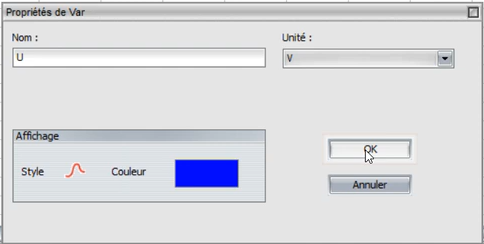 Propriétés de Var
Nom :
Unité :
U
V
Affichage
Style
Couleur
OK
Annuler